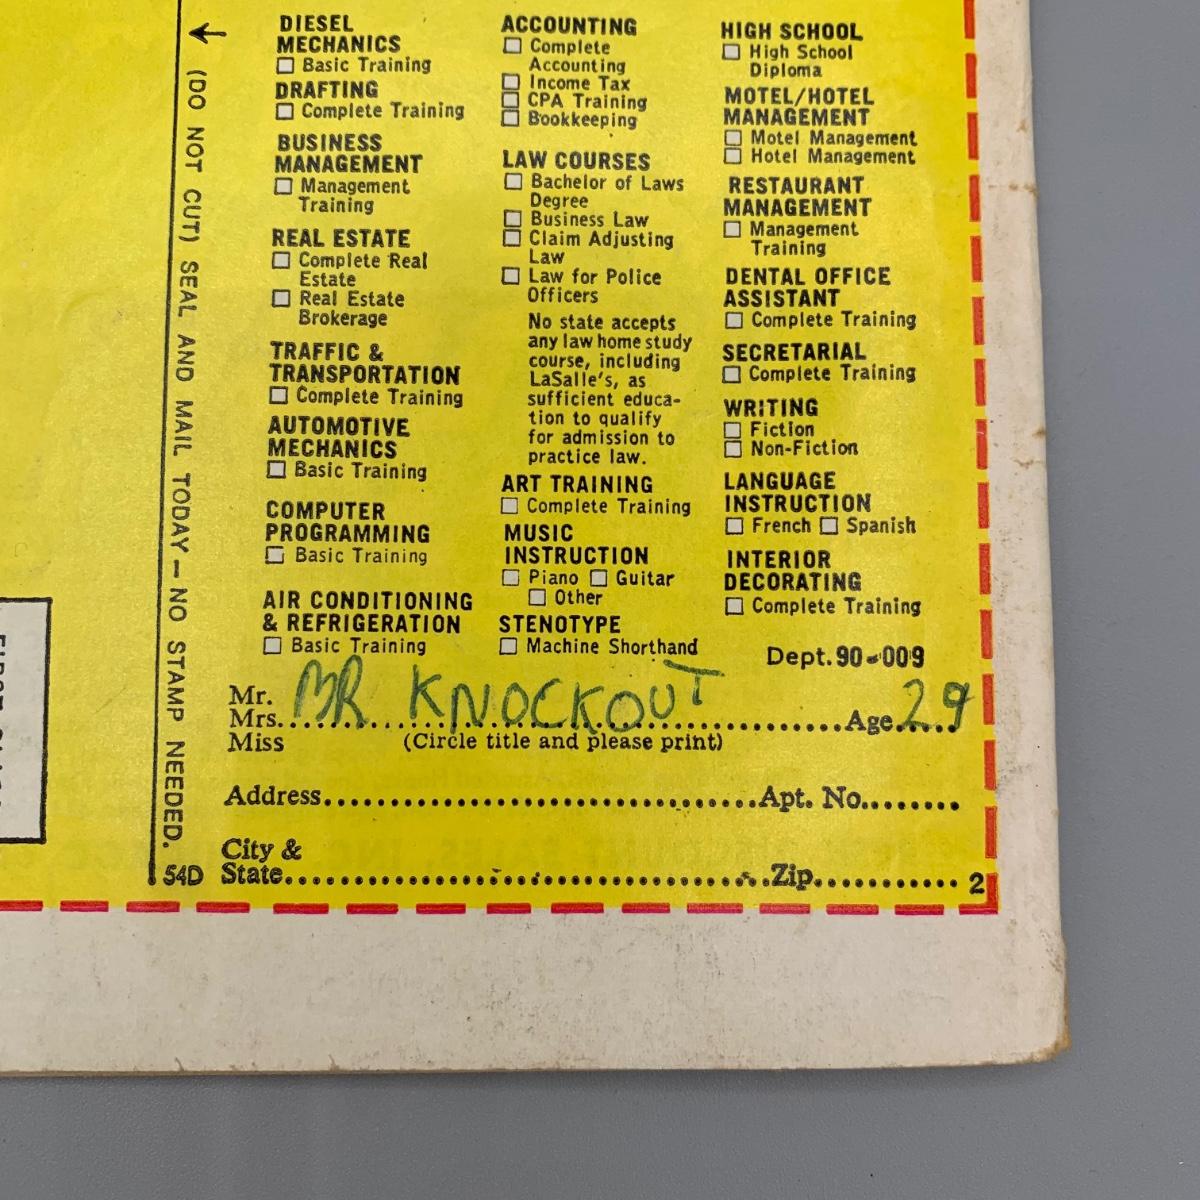 (DO NOT CUT) SEAL AND MAIL TODAY—NO STAMP NEEDED.
54D
DIESEL
MECHANICS
Basic Training
DRAFTING
Complete Training
BUSINESS
MANAGEMENT
Management
Training
REAL ESTATE
Complete Real
Estate
Real Estate
Brokerage
TRAFFIC &
TRANSPORTATION
Complete Training
AUTOMOTIVE
MECHANICS
Basic Training
COMPUTER
PROGRAMMING
Basic Training
AIR CONDITIONING
& REFRIGERATION
Basic Training
ACCOUNTING
Complete
Accounting
Income Tax
CPA Training
Bookkeeping
LAW COURSES
Bachelor of Laws
Degree
Business Law
Claim Adjusting
Law
Law for Police
Officers
No state accepts
any law home study
course, including
LaSalle's, as
sufficient educa-
tion to qualify
for admission to
practice law.
ART TRAINING
Complete Training
MUSIC
INSTRUCTION
Piano Guitar
Other
STENOTYPE
Machine Shorthand
HIGH SCHOOL
High School
Diploma
MOTEL/HOTEL
MANAGEMENT
Motel Management
Hotel Management
RESTAURANT
MANAGEMENT
Management
Training
DENTAL OFFICE
ASSISTANT
Complete Training
SECRETARIAL
Complete Training
WRITING
Fiction
Non-Fiction
LANGUAGE
INSTRUCTION
French Spanish
INTERIOR
DECORATING
Complete Training
Dept. 90-009
Mr.
Mrs. KNOCKOUT Age 29
Miss (Circle title and please print)
Address Apt. No.
City &
State Zip 2